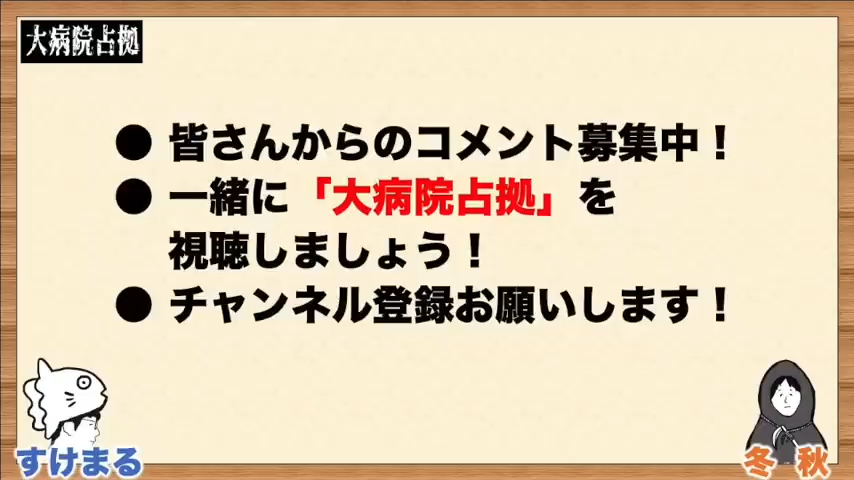 大病院占拠
● 皆さんからのコメント募集中！
● 一緒に「大病院占拠」を
視聴しましょう！
● チャンネル登録お願いします！
すけまる
冬 秋